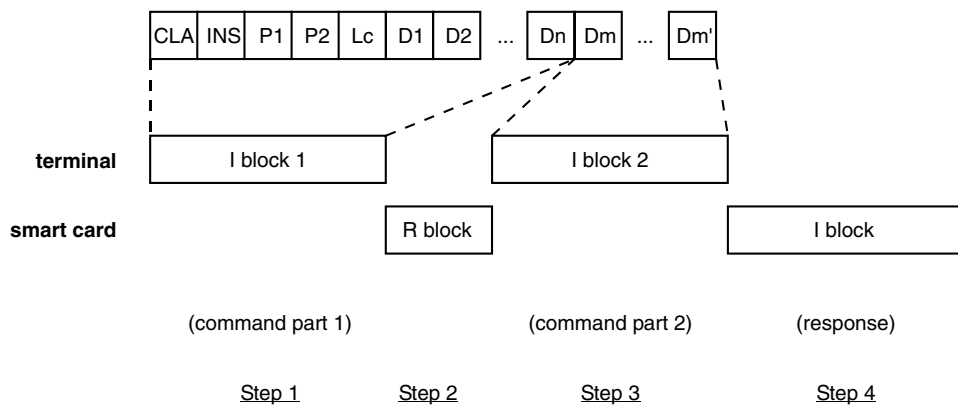 CLA INS P1 P2 Lc D1 D2 ... Dn Dm ... Dm'
terminal I block 1 I block 2
smart card R block I block
(command part 1) (command part 2) (response)
Step 1 Step 2 Step 3 Step 4